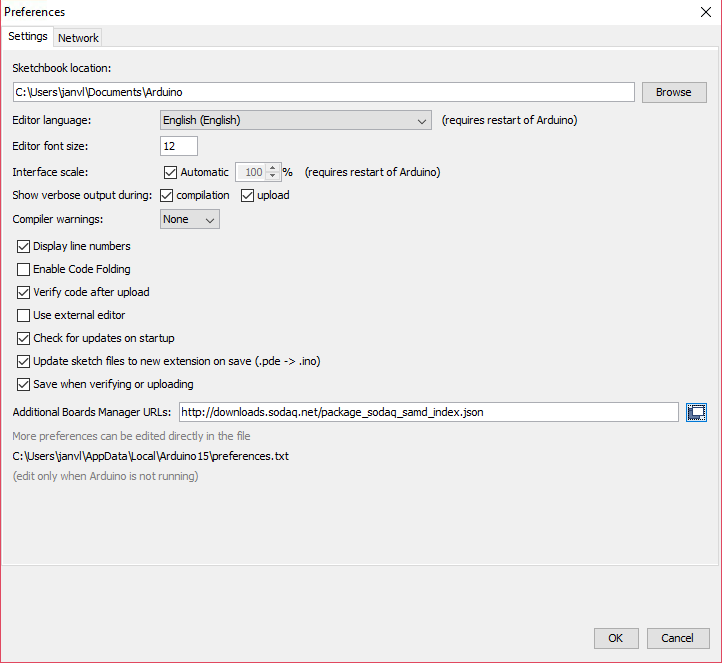 Preferences
Settings Network
Sketchbook location:
C:\Users\janvl\Documents\Arduino Browse
Editor language: English (English) (requires restart of Arduino)
Editor font size: 12
Interface scale: Automatic 100 % (requires restart of Arduino)
Show verbose output during: compilation upload
Compiler warnings: None
Display line numbers
Enable Code Folding
Verify code after upload
Use external editor
Check for updates on startup
Update sketch files to new extension on save (.pde -> .ino)
Save when verifying or uploading
Additional Boards Manager URLs: http://downloads.sodaq.net/package_sodaq_samd_index.json
More preferences can be edited directly in the file
C:\Users\janvl\AppData\Local\Arduino15\preferences.txt
(edit only when Arduino is not running)
OK Cancel